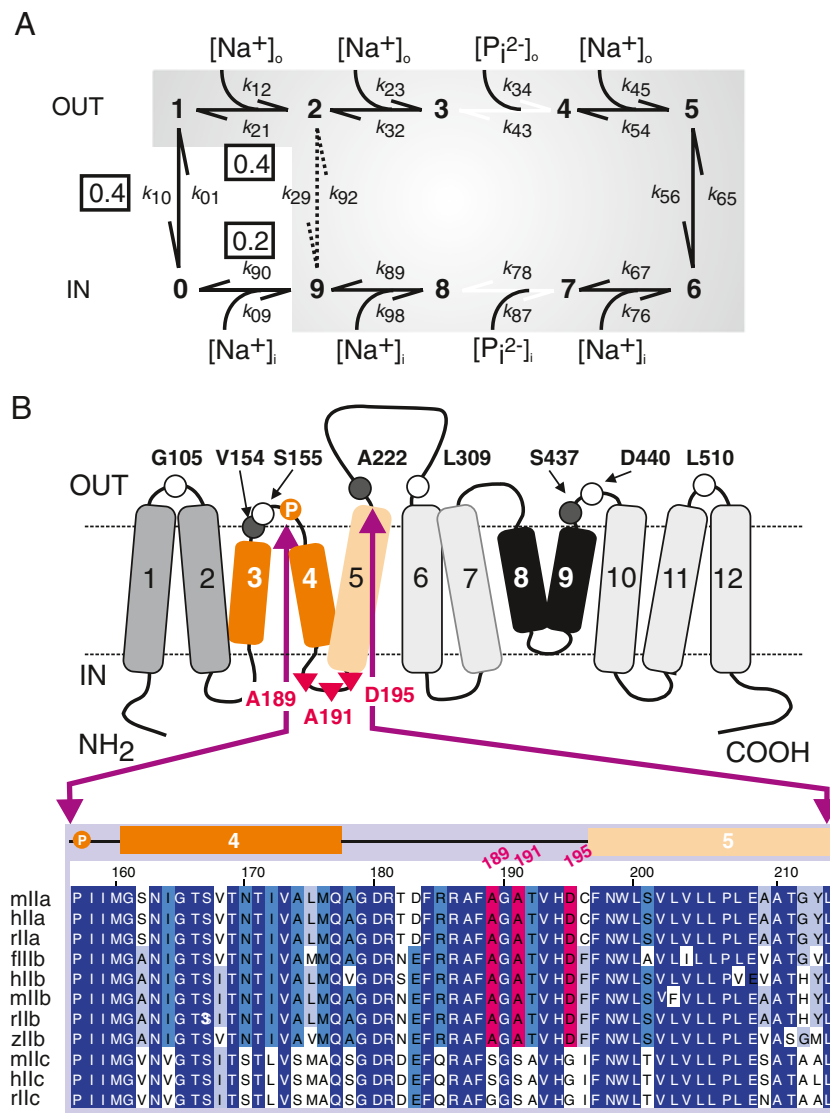 A
[Na+]o [Na+]o [Pi2-]o [Na+]o
k12 k23 k34 k45
OUT 1 2 3 4 5
k21 k32 k43 k54
0.4 k10 k01 0.4 k29 k92 k56 k65
0.2
k90 k89 k78 k67
IN 0 9 8 7 6
k09 k98 k87 k76
[Na+]i [Na+]i [Pi2-]i [Na+]i
B
G105 V154 S155 A222 L309 S437 D440 L510
OUT
P
1 2 3 4 5 6 7 8 9 10 11 12
IN
A189 A191 D195
NH2 COOH
P 4 5
189 191 195
160 170 180 190 200 210
mIIa PIIMGSNIGTSVTNTIVALMQAGDRTDFRRAFAGATVHDCFNWLSVLVLLPLEAATGYL
hIIa PIIMGSNIGTSVTNTIVALMQAGDRTDFRRAFAGATVHDCFNWLSVLVLLPLEAATGYL
rIIa PIIMGSNIGTSVTNTIVALMQAGDRTDFRRAFAGATVHDCFNWLSVLVLLPLEAATGYL
flIIb PIIMGANIGTSVTNTIVAMMQAGDRNEFRRAFAGATVHDFFNWLAVLILLPLEVATGVL
hIIb PIIMGANIGTSITNTIVALMQVGDRSEFRRAFAGATVHDFFNWLSVLVLLPVEVATHYL
mIIb PIIMGANIGTSITNTIVALMQAGDRNEFRRAFAGATVHDFFNWLSVFVLLPLEAATHYL
rIIb PIIMGANIGTSITNTIVALMQAGDRNEFRRAFAGATVHDFFNWLSVLVLLPLEAATHYL
zIIb PIIMGANIGTSVTNTIVAVMQAGDRNEFRRAFAGATVHDFFNWLSVLVLLPLEVASGML
mIIc PIIMGVNVGTSITSTLVSMAQSGDRDEFQRAFSGSAVHGIFNWLTVLVLLPLESATAAL
hIIc PIIMGVNVGTSITSTLVSMAQSGDRDEFQRAFSGSAVHGIFNWLTVLVLLPLESATALL
rIIc PIIMGVNVGTSITSTLVSMAQSGDRDEFQRAFGGSAVHGIFNWLTVLVLLPLENATAAL